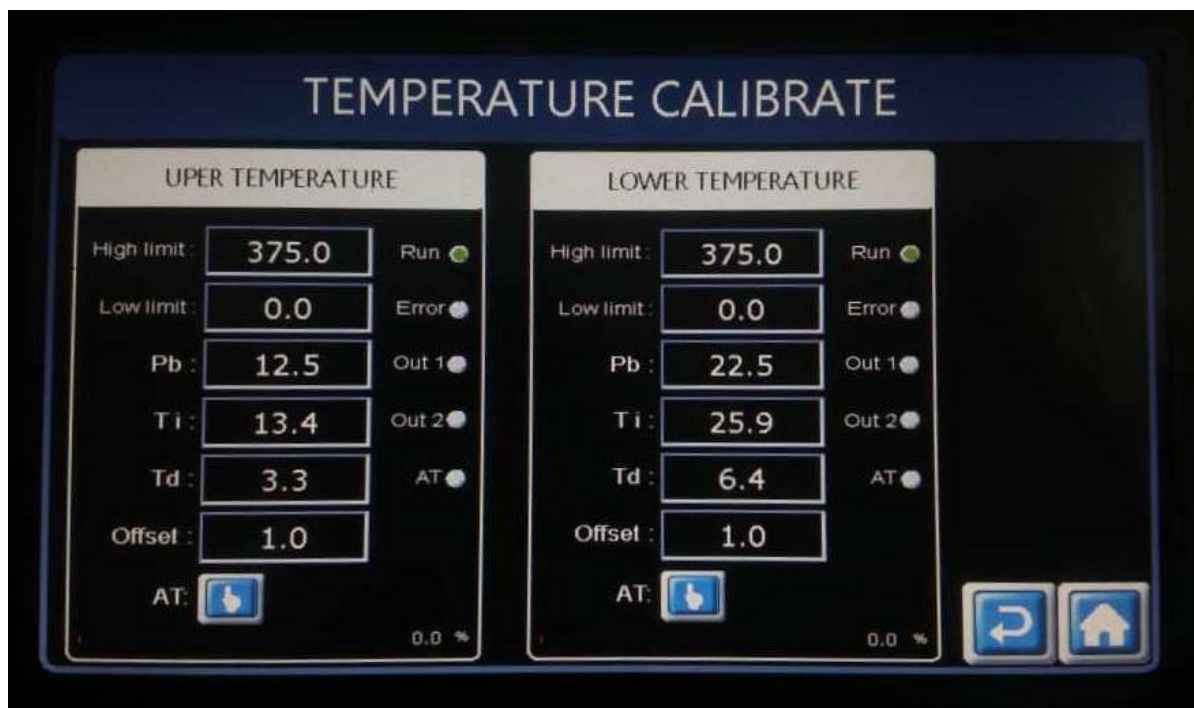 TEMPERATURE CALIBRATE
UPER TEMPERATURE
High limit : 375.0 Run
Low limit : 0.0 Error
Pb : 12.5 Out 1
Ti : 13.4 Out 2
Td : 3.3 AT
Offset : 1.0
AT:
0.0 %
LOWER TEMPERATURE
High limit : 375.0 Run
Low limit : 0.0 Error
Pb : 22.5 Out 1
Ti : 25.9 Out 2
Td : 6.4 AT
Offset : 1.0
AT:
0.0 %